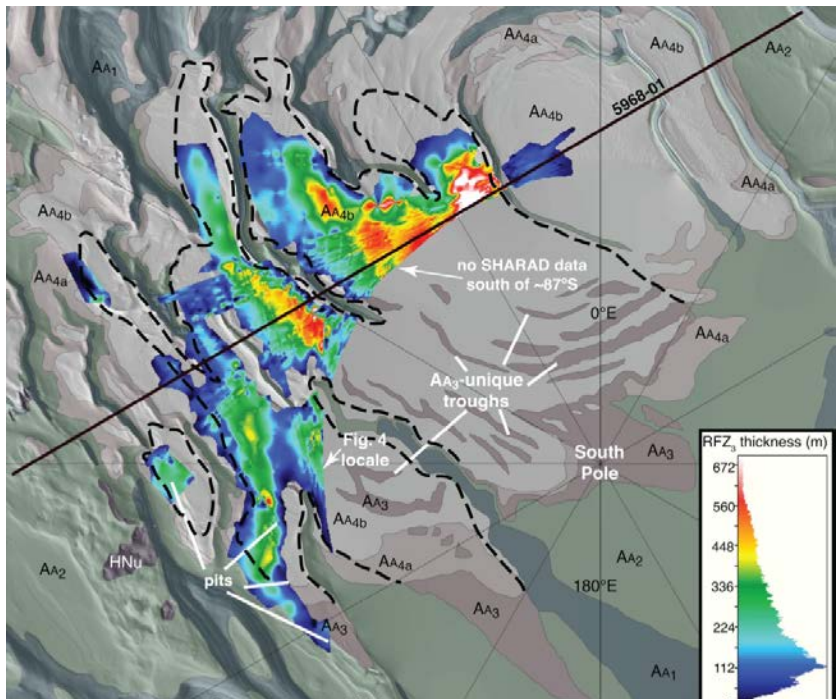 AA4a
AA4b
AA2
AA1
5968-01
AA4b
AA4a
AA4b
AA4b
no SHARAD data
south of ~87°S
AA4a
0°E
AA4a
AA3-unique
troughs
Fig. 4
locale
South
Pole
AA3
RFZ3 thickness (m)
672
560
448
336
224
112
AA3
AA4b
HNu
AA2
pits
AA4a
AA2
180°E
AA3
AA3
AA1